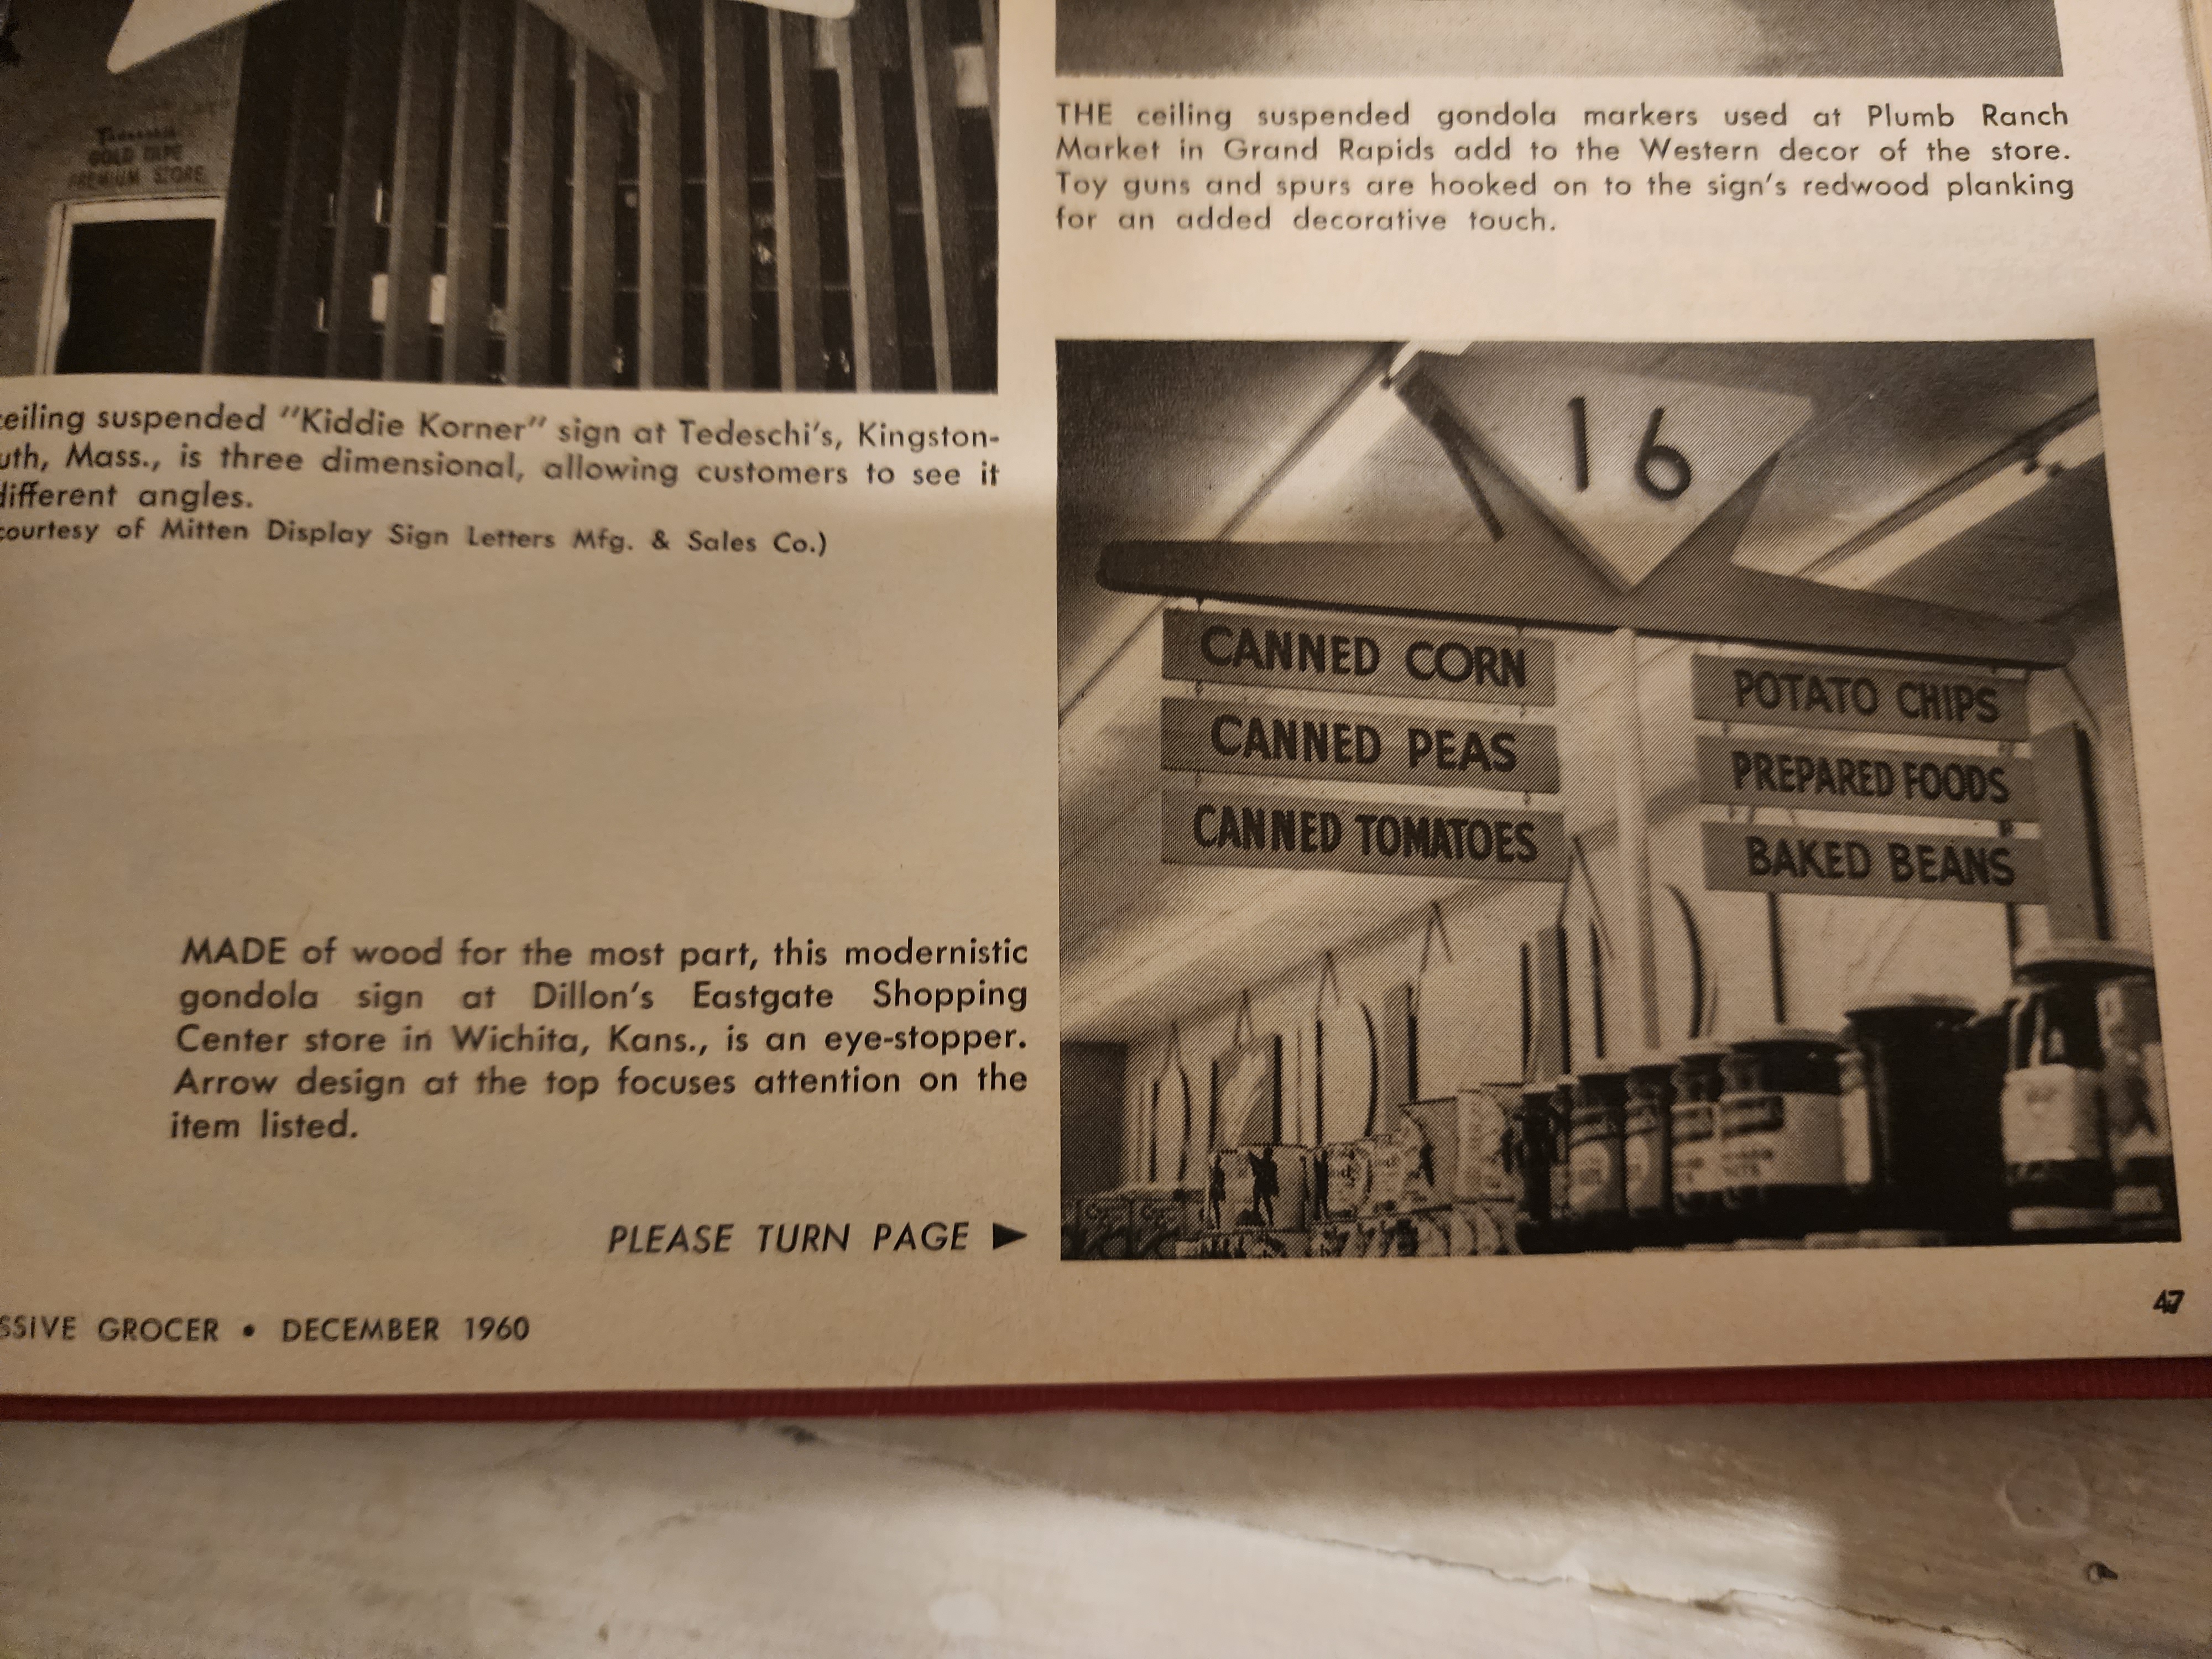 GOLD TAPE
PREMIUM STORE
eiling suspended "Kiddie Korner" sign at Tedeschi's, Kingston-
uth, Mass., is three dimensional, allowing customers to see it
different angles.
courtesy of Mitten Display Sign Letters Mfg. & Sales Co.)
THE ceiling suspended gondola markers used at Plumb Ranch
Market in Grand Rapids add to the Western decor of the store.
Toy guns and spurs are hooked on to the sign's redwood planking
for an added decorative touch.
16
CANNED CORN
CANNED PEAS
CANNED TOMATOES
POTATO CHIPS
PREPARED FOODS
BAKED BEANS
MADE of wood for the most part, this modernistic
gondola sign at Dillon's Eastgate Shopping
Center store in Wichita, Kans., is an eye-stopper.
Arrow design at the top focuses attention on the
item listed.
PLEASE TURN PAGE ►
SSIVE GROCER • DECEMBER 1960
47